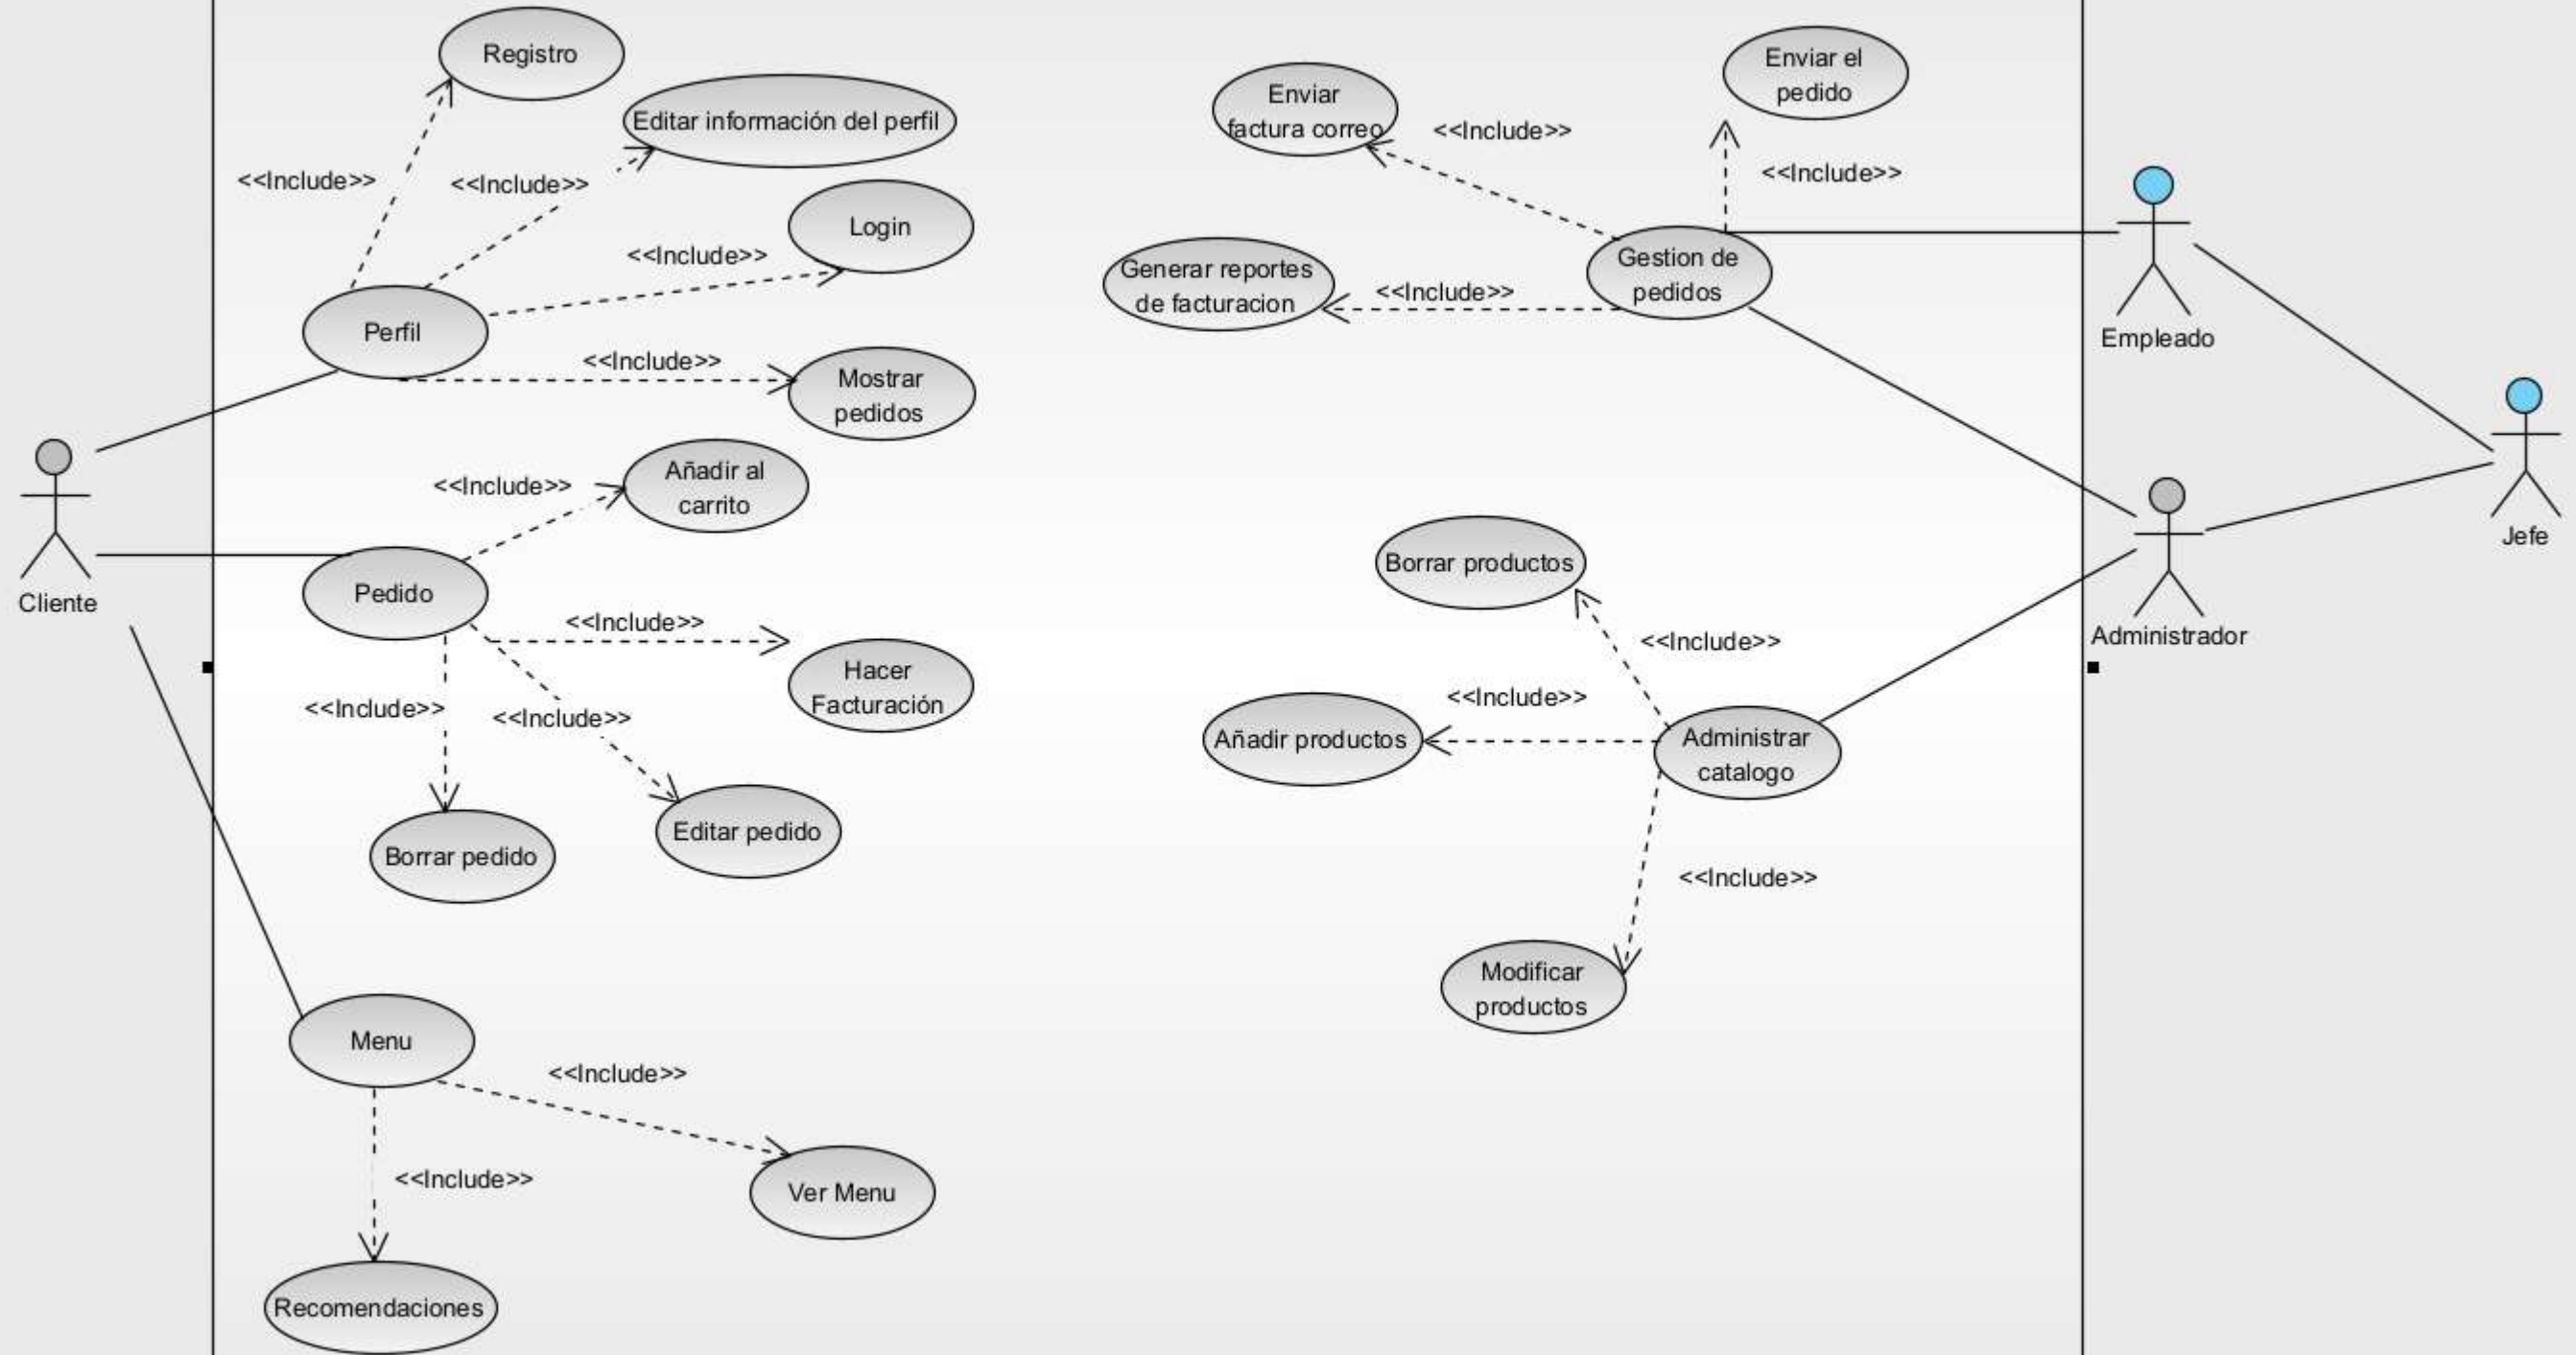 Registro
Editar información del perfil
<<Include>>
<<Include>>
Login
<<Include>>
Perfil
<<Include>>
Mostrar
pedidos
Cliente
Añadir al
carrito
<<Include>>
Pedido
<<Include>>
Hacer
Facturación
<<Include>>
<<Include>>
Editar pedido
Borrar pedido
Menu
<<Include>>
<<Include>>
Ver Menu
Recomendaciones
Enviar el
pedido
Enviar
factura correo
<<Include>>
<<Include>>
Gestion de
pedidos
Generar reportes
de facturacion
<<Include>>
Empleado
Jefe
Administrador
Borrar productos
<<Include>>
<<Include>>
Añadir productos
Administrar
catalogo
<<Include>>
Modificar
productos